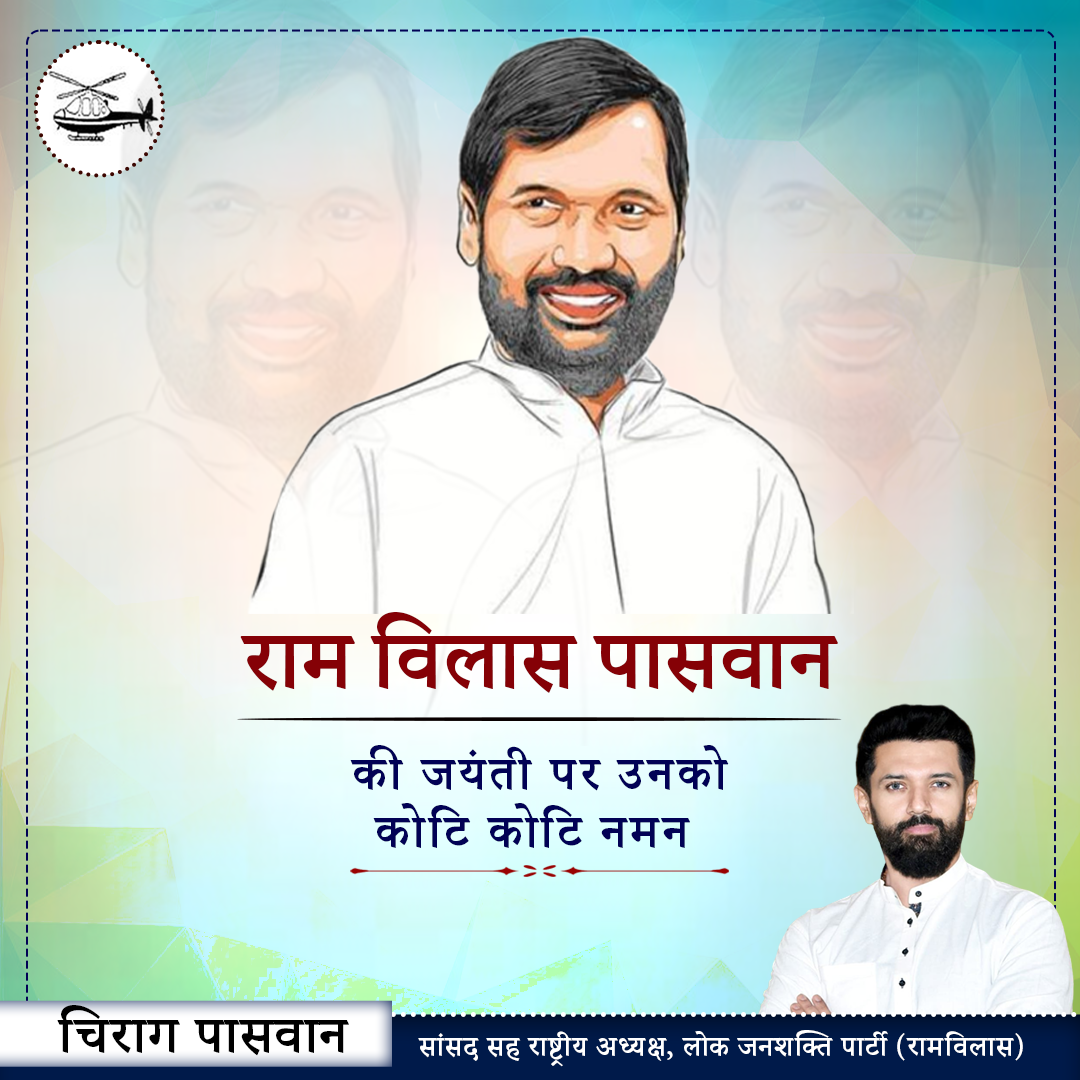 राम विलास पासवान
की जयंती पर उनको
कोटि कोटि नमन
चिराग पासवान
सांसद सह राष्ट्रीय अध्यक्ष, लोक जनशक्ति पार्टी (रामविलास)